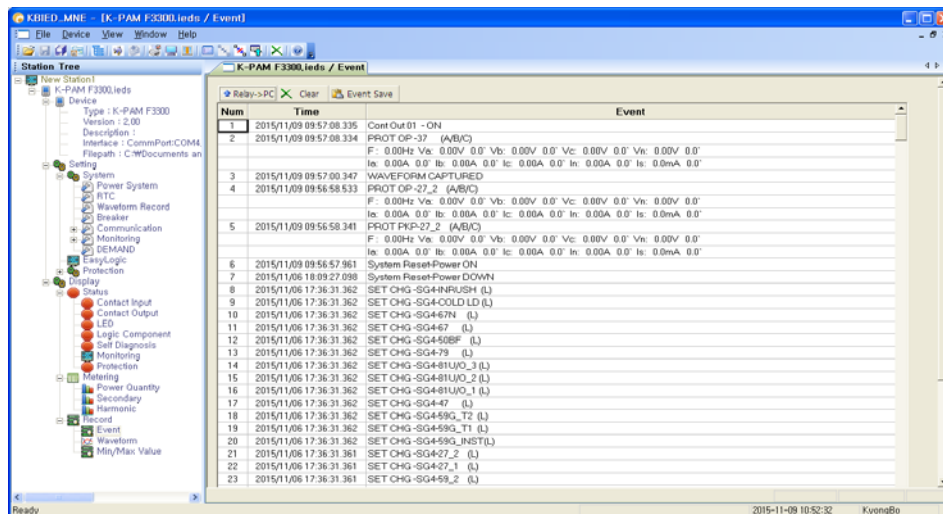 KBIED_MNE - [K-PAM F3300.ieds / Event]
File Device View Window Help
Station Tree
New Station1
K-PAM F3300.ieds
Device
Type : K-PAM F3300
Version : 2.00
Description :
Interface : CommPort:COM4,
Filepath : C:₩Documents an
Setting
System
Power System
RTC
Waveform Record
Breaker
Communication
Monitoring
DEMAND
EasyLogic
Protection
Display
Status
Contact Input
Contact Output
LED
Logic Component
Self Diagnosis
Monitoring
Protection
Metering
Power Quantity
Secondary
Harmonic
Record
Event
Waveform
Min/Max Value
K-PAM F3300.ieds / Event
Relay->PC Clear Event Save
Num Time Event
1 2015/11/09 09:57:08.335 Cont Out 01 - ON
2 2015/11/09 09:57:08.334 PROT OP -37 (A/B/C)
F : 0.00Hz Va: 0.00V 0.0˚ Vb: 0.00V 0.0˚ Vc: 0.00V 0.0˚ Vn: 0.00V 0.0˚
Ia: 0.00A 0.0˚ Ib: 0.00A 0.0˚ Ic: 0.00A 0.0˚ In: 0.00A 0.0˚ Is: 0.0mA 0.0˚
3 2015/11/09 09:57:00.347 WAVEFORM CAPTURED
4 2015/11/09 09:56:58.533 PROT OP -27_2 (A/B/C)
F : 0.00Hz Va: 0.00V 0.0˚ Vb: 0.00V 0.0˚ Vc: 0.00V 0.0˚ Vn: 0.00V 0.0˚
Ia: 0.00A 0.0˚ Ib: 0.00A 0.0˚ Ic: 0.00A 0.0˚ In: 0.00A 0.0˚ Is: 0.0mA 0.0˚
5 2015/11/09 09:56:58.341 PROT PKP-27_2 (A/B/C)
F : 0.00Hz Va: 0.00V 0.0˚ Vb: 0.00V 0.0˚ Vc: 0.00V 0.0˚ Vn: 0.00V 0.0˚
Ia: 0.00A 0.0˚ Ib: 0.00A 0.0˚ Ic: 0.00A 0.0˚ In: 0.00A 0.0˚ Is: 0.0mA 0.0˚
6 2015/11/09 09:56:57.961 System Reset-Power ON
7 2015/11/06 18:09:27.098 System Reset-Power DOWN
8 2015/11/06 17:36:31.362 SET CHG -SG4-INRUSH (L)
9 2015/11/06 17:36:31.362 SET CHG -SG4-COLD LD (L)
10 2015/11/06 17:36:31.362 SET CHG -SG4-67N (L)
11 2015/11/06 17:36:31.362 SET CHG -SG4-67 (L)
12 2015/11/06 17:36:31.362 SET CHG -SG4-50BF (L)
13 2015/11/06 17:36:31.362 SET CHG -SG4-79 (L)
14 2015/11/06 17:36:31.362 SET CHG -SG4-81U/O_3 (L)
15 2015/11/06 17:36:31.362 SET CHG -SG4-81U/O_2 (L)
16 2015/11/06 17:36:31.362 SET CHG -SG4-81U/O_1 (L)
17 2015/11/06 17:36:31.362 SET CHG -SG4-47 (L)
18 2015/11/06 17:36:31.362 SET CHG -SG4-59G_T2 (L)
19 2015/11/06 17:36:31.362 SET CHG -SG4-59G_T1 (L)
20 2015/11/06 17:36:31.362 SET CHG -SG4-59G_INST(L)
21 2015/11/06 17:36:31.361 SET CHG -SG4-27_2 (L)
22 2015/11/06 17:36:31.361 SET CHG -SG4-27_1 (L)
23 2015/11/06 17:36:31.361 SET CHG -SG4-59_2 (L)
Ready 2015-11-09 10:52:32 KyongBo